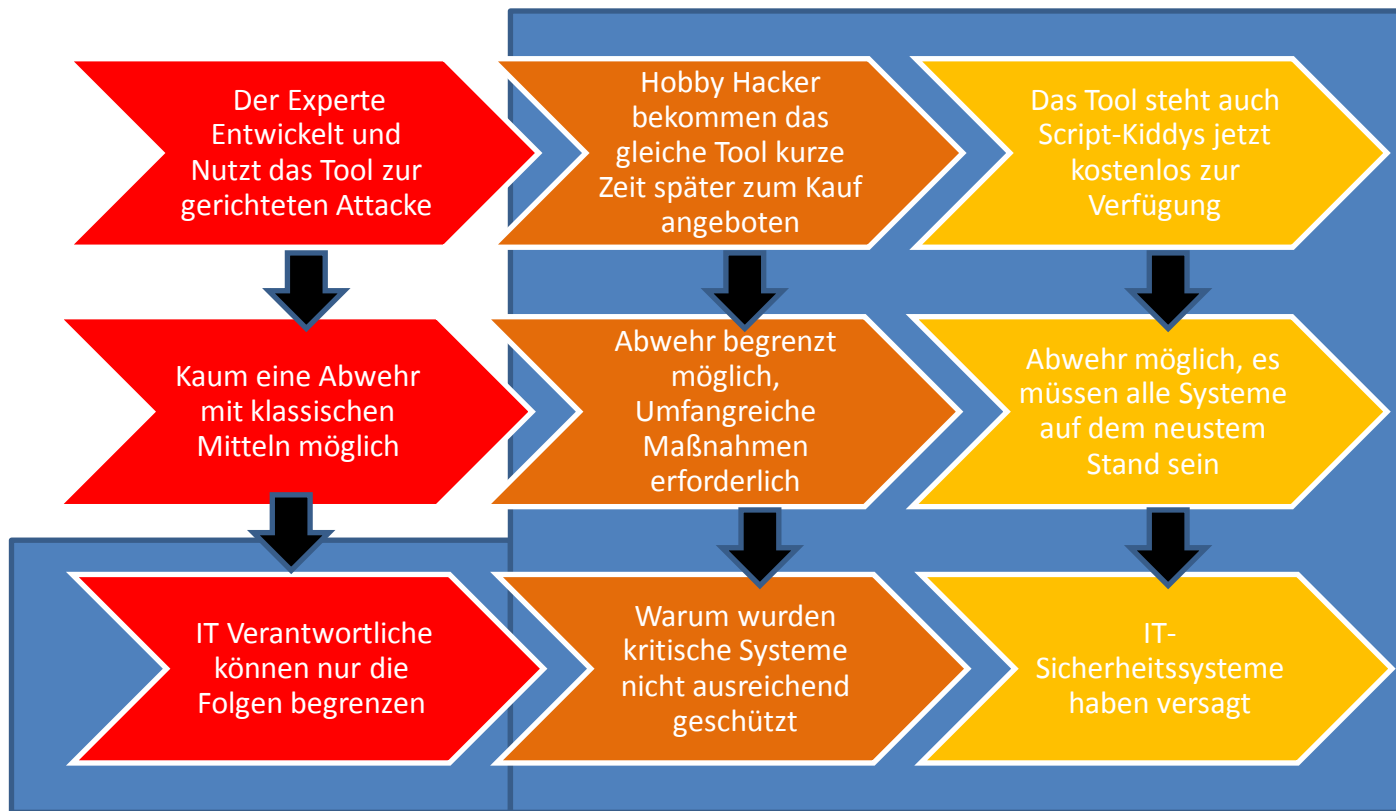 Der Experte
Entwickelt und
Nutzt das Tool zur
gerichteten Attacke
Hobby Hacker
bekommen das
gleiche Tool kurze
Zeit später zum Kauf
angeboten
Das Tool steht auch
Script-Kiddys jetzt
kostenlos zur
Verfügung
Kaum eine Abwehr
mit klassischen
Mitteln möglich
Abwehr begrenzt
möglich,
Umfangreiche
Maßnahmen
erforderlich
Abwehr möglich, es
müssen alle Systeme
auf dem neustem
Stand sein
IT Verantwortliche
können nur die
Folgen begrenzen
Warum wurden
kritische Systeme
nicht ausreichend
geschützt
IT-
Sicherheitssysteme
haben versagt